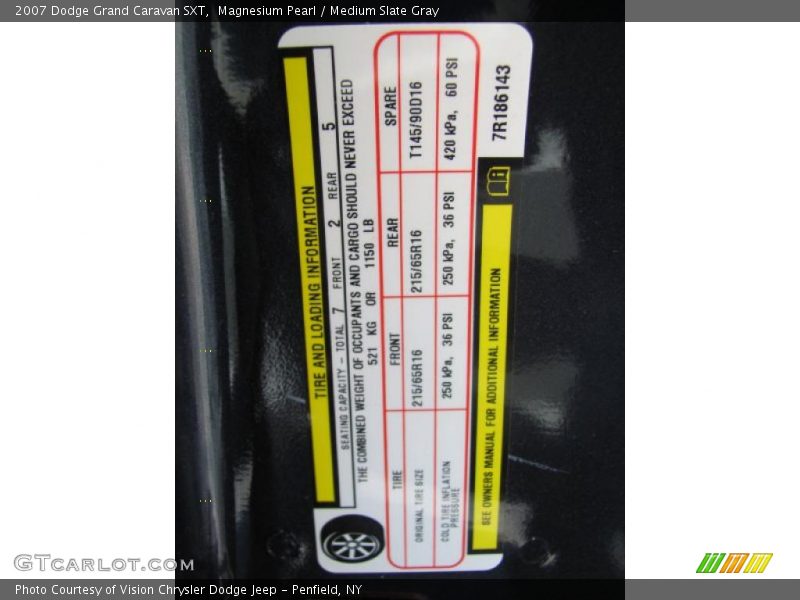 2007 Dodge Grand Caravan SXT,  Magnesium Pearl / Medium Slate Gray
TIRE AND LOADING INFORMATION
SEATING CAPACITY – TOTAL 7 FRONT 2 REAR 5
THE COMBINED WEIGHT OF OCCUPANTS AND CARGO SHOULD NEVER EXCEED
521 KG OR 1150 LB
TIRE FRONT REAR SPARE
ORIGINAL TIRE SIZE 215/65R16 215/65R16 T145/90D16
COLD TIRE INFLATION PRESSURE 250 kPa, 36 PSI 250 kPa, 36 PSI 420 kPa, 60 PSI
SEE OWNERS MANUAL FOR ADDITIONAL INFORMATION
7R186143
GTCarlot.com
Photo Courtesy of Vision Chrysler Dodge Jeep – Penfield, NY